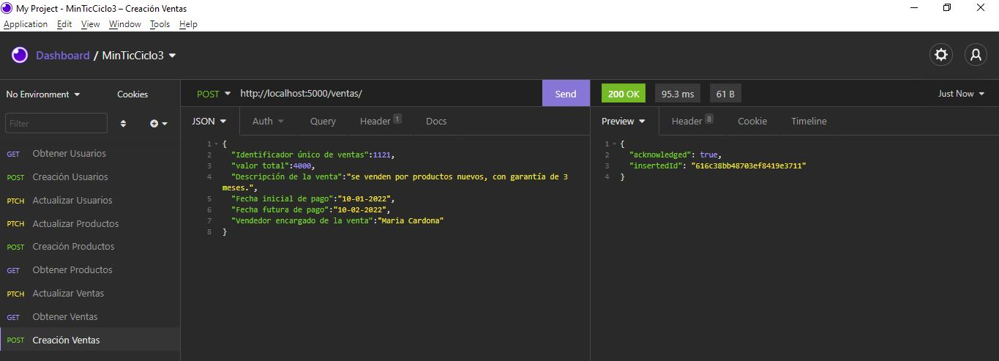 My Project - MinTicCiclo3 – Creación Ventas
Application Edit View Window Tools Help
Dashboard / MinTicCiclo3
No Environment Cookies
Filter
GET Obtener Usuarios
POST Creación Usuarios
PTCH Actualizar Usuarios
PTCH Actualizar Productos
POST Creación Productos
GET Obtener Productos
PTCH Actualizar Ventas
GET Obtener Ventas
POST Creación Ventas
POST http://localhost:5000/ventas/ Send
JSON Auth Query Header 1 Docs
1 {
2 "Identificador único de ventas":1121,
3 "valor total":4000,
4 "Descripción de la venta":"se venden por productos nuevos, con garantía de 3
meses.",
5 "Fecha inicial de pago":"10-01-2022",
6 "Fecha futura de pago":"10-02-2022",
7 "Vendedor encargado de la venta":"Maria Cardona"
8 }
200 OK 95.3 ms 61 B Just Now
Preview Header 8 Cookie Timeline
1 {
2 "acknowledged": true,
3 "insertedId": "616c38bb48703ef8419e3711"
4 }